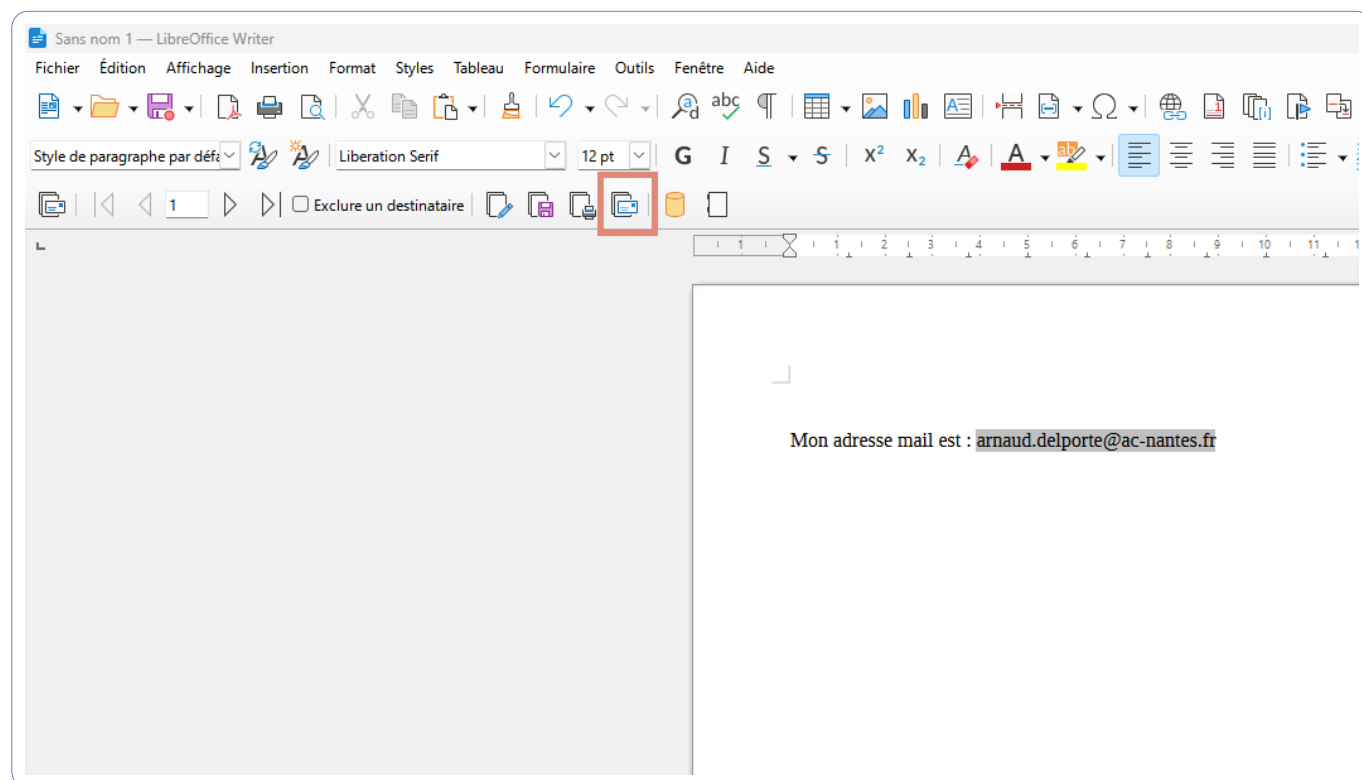 Sans nom 1 — LibreOffice Writer
Fichier Édition Affichage Insertion Format Styles Tableau Formulaire Outils Fenêtre Aide
Style de paragraphe par défa Liberation Serif 12 pt G I S S X² X₂ A A ab
1 Exclure un destinataire
1 1 2 3 4 5 6 7 8 9 10 11
Mon adresse mail est : arnaud.delporte@ac-nantes.fr